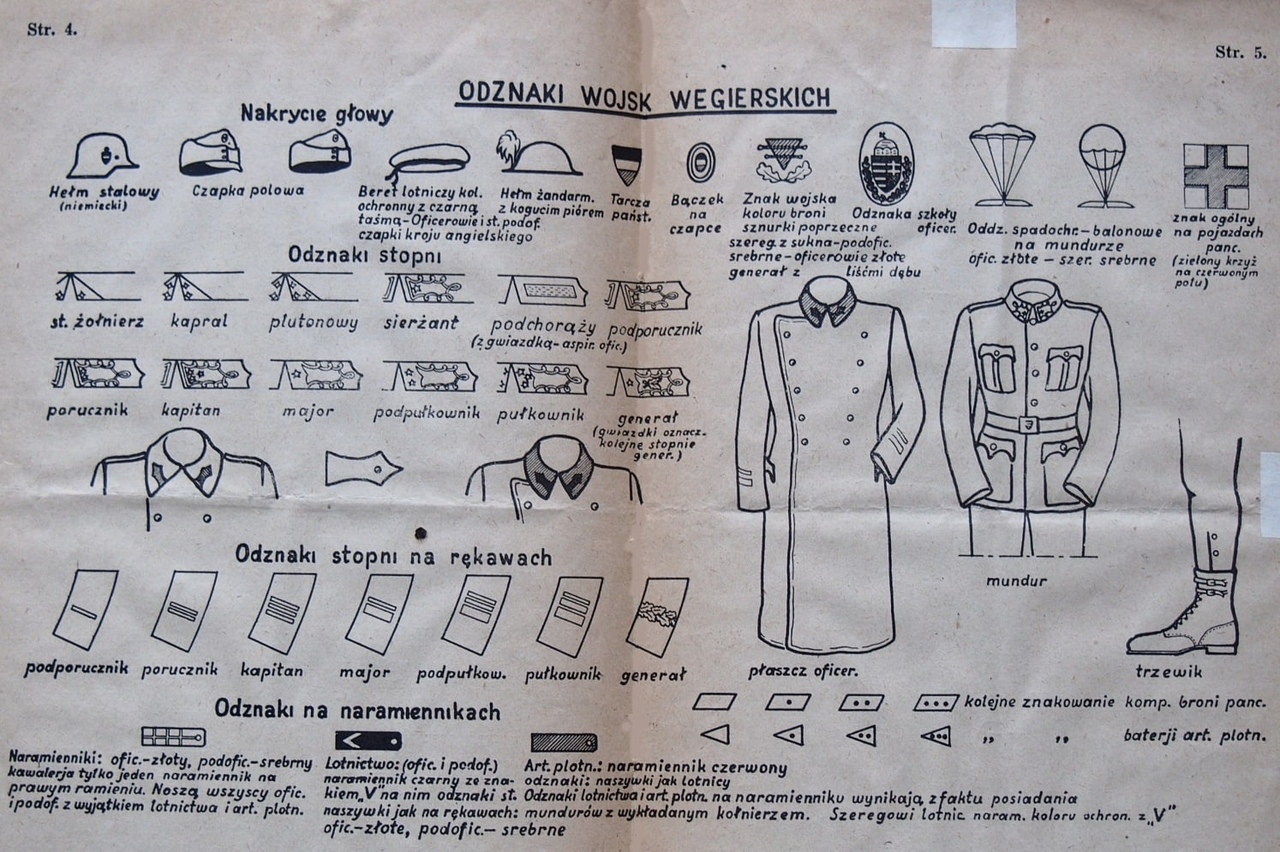 Str. 4.
Str. 5.
ODZNAKI WOJSK WEGIERSKICH
Nakrycie głowy
Hełm stalowy
(niemiecki)
Czapka polowa
Beret lotniczy kol.
ochronny z czarną
taśmą-Oficerowie i st. podof.
czapki kroju angielskiego
Hełm żandarm.
z kogucim piórem
Tarcza
państ.
Bączek
na
czapce
Znak wojska
koloru broni
sznurki poprzeczne
szereg. z sukna-podofic.
srebrne-oficerowie złote
generał z liśćmi dębu
Odznaka szkoły
oficer.
Oddz. spadochr.-balonowe
na mundurze
ofic. złote - szer. srebrne
znak ogólny
na pojazdach
panc.
(zielony krzyż
na czerwonym
polu)
Odznaki stopni
st. żołnierz
kapral
plutonowy
sierżant
podchorąży
(z gwiazdką-aspir. ofic.)
podporucznik
porucznik
kapitan
major
podpułkownik
pułkownik
generał
(gwiazdki oznacz.
kolejne stopnie
gener.)
Odznaki stopni na rękawach
podporucznik
porucznik
kapitan
major
podpułkow.
pułkownik
generał
płaszcz oficer.
mundur
trzewik
kolejne znakowanie komp. broni panc.
„ „ baterji art. plotn.
Odznaki na naramiennikach
Naramienniki: ofic.-złoty, podofic.-srebrny
kawalerja tylko jeden naramiennik na
prawym ramieniu. Noszą wszyscy ofic.
i podof. z wyjątkiem lotnictwa i art. plotn.
Lotnictwo: (ofic. i podof.)
naramiennik czarny ze zna-
kiem „V" na nim odznaki st.
naszywki jak na rękawach:
ofic.-złote, podofic.- srebrne
Art. plotn.: naramiennik czerwony
odznaki: naszywki jak lotnicy
Odznaki lotnictwa i art. plotn. na naramienniku wynikają z faktu posiadania
mundurów z wykładanym kołnierzem. Szeregowi lotnic. naram. koloru ochron. z „V"